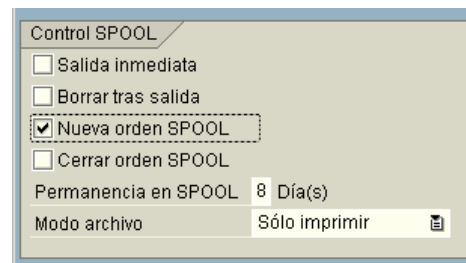 Control SPOOL
Salida inmediata
Borrar tras salida
Nueva orden SPOOL
Cerrar orden SPOOL
Permanencia en SPOOL 8 Día(s)
Modo archivo Sólo imprimir